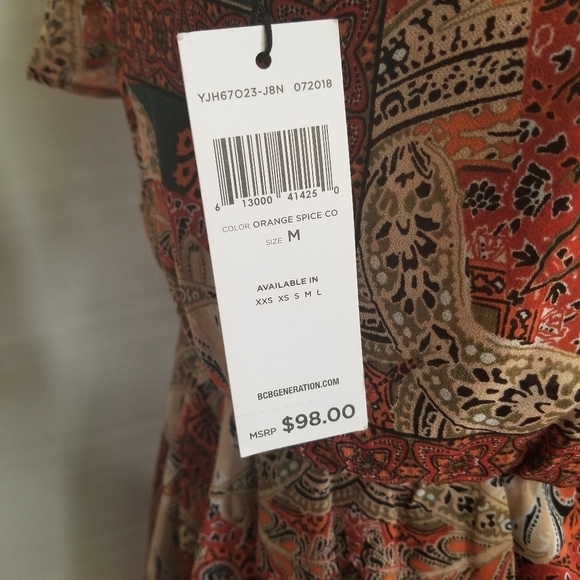 YJH67O23-J8N 072018
6 13000 41425 0
COLOR ORANGE SPICE CO
SIZE M
AVAILABLE IN
XXS XS S M L
BCBGENERATION.COM
MSRP $98.00